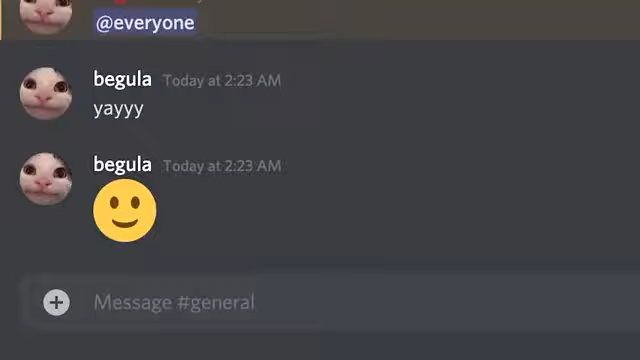 @everyone
begula Today at 2:23 AM
yayyy
begula Today at 2:23 AM
Message #general